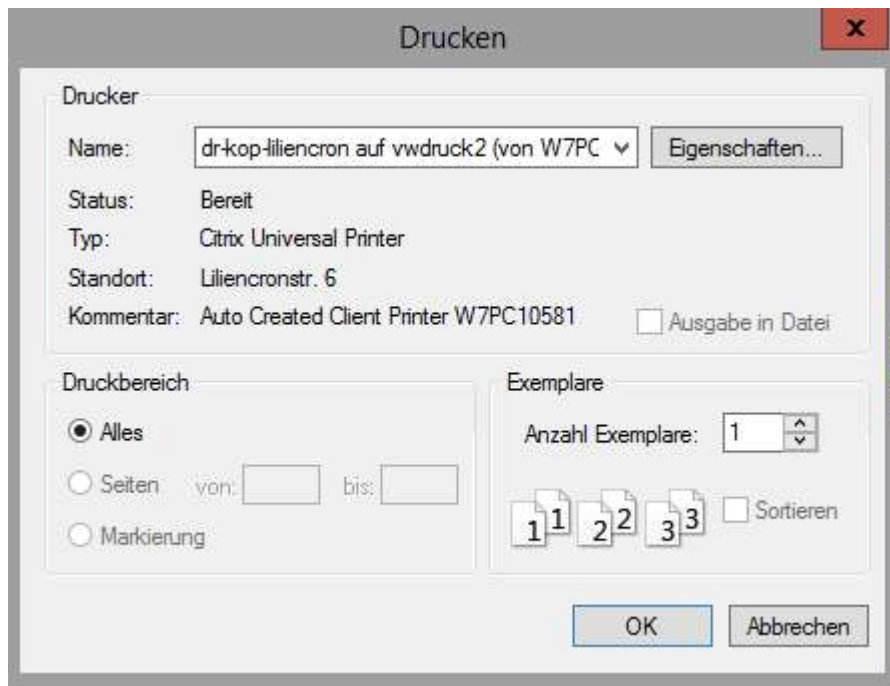 Drucken
x
Drucker
Name: dr-kop-liliencron auf vwdruck2 (von W7PC Eigenschaften...
Status: Bereit
Typ: Citrix Universal Printer
Standort: Liliencronstr. 6
Kommentar: Auto Created Client Printer W7PC10581 Ausgabe in Datei
Druckbereich
Alles
Seiten von: bis:
Markierung
Exemplare
Anzahl Exemplare: 1
1 1 2 2 3 3 Sortieren
OK Abbrechen